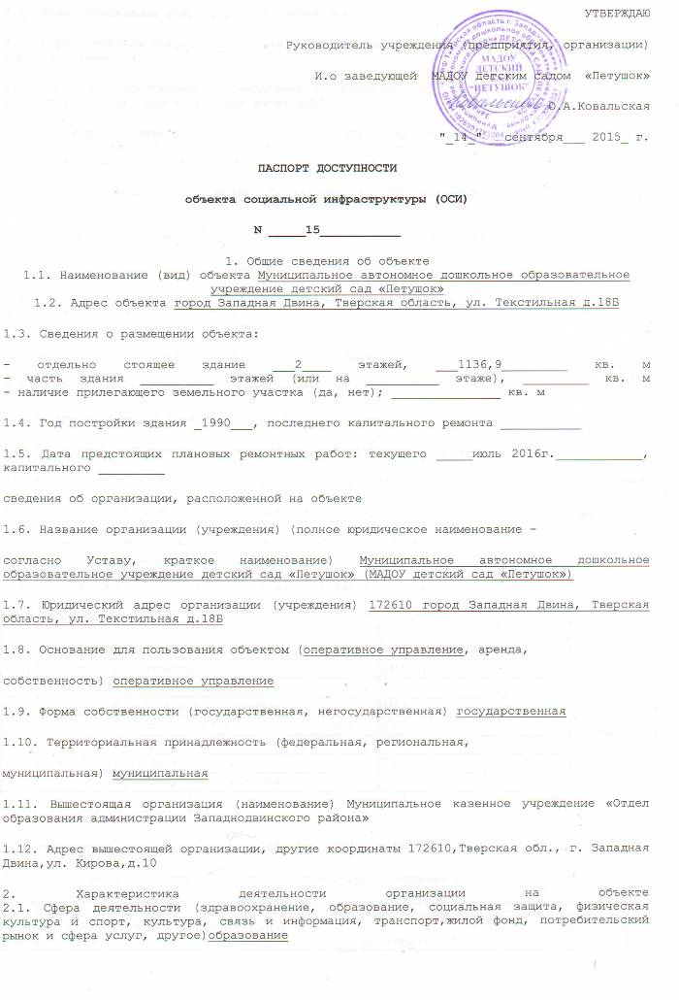 УТВЕРЖДАЮ
Руководитель учреждения (предприятия, организации)
И.о заведующей МАДОУ детским садом «Петушок»
О.А.Ковальская
"_14_" __сентября___ 2015_ г.
МАДОУ
ДЕТСКИЙ
"ПЕТУШОК"
ПАСПОРТ ДОСТУПНОСТИ
объекта социальной инфраструктуры (ОСИ)
N _____15___________
1. Общие сведения об объекте
1.1. Наименование (вид) объекта Муниципальное автономное дошкольное образовательное
учреждение детский сад «Петушок»
1.2. Адрес объекта город Западная Двина, Тверская область, ул. Текстильная д.18Б
1.3. Сведения о размещении объекта:
- отдельно стоящее здание ___2____ этажей, ___1136,9_________ кв. м
- часть здания __________ этажей (или на __________ этаже), _________ кв. м
- наличие прилегающего земельного участка (да, нет); _______________ кв. м
1.4. Год постройки здания _1990___, последнего капитального ремонта ___________
1.5. Дата предстоящих плановых ремонтных работ: текущего _____июль 2016г.____________,
капитального _________
сведения об организации, расположенной на объекте
1.6. Название организации (учреждения) (полное юридическое наименование –
согласно Уставу, краткое наименование) Муниципальное автономное дошкольное
образовательное учреждение детский сад «Петушок» (МАДОУ детский сад «Петушок»)
1.7. Юридический адрес организации (учреждения) 172610 город Западная Двина, Тверская
область, ул. Текстильная д.18Б
1.8. Основание для пользования объектом (оперативное управление, аренда,
собственность) оперативное управление
1.9. Форма собственности (государственная, негосударственная) государственная
1.10. Территориальная принадлежность (федеральная, региональная,
муниципальная) муниципальная
1.11. Вышестоящая организация (наименование) Муниципальное казенное учреждение «Отдел
образования администрации Западнодвинского района»
1.12. Адрес вышестоящей организации, другие координаты 172610,Тверская обл., г. Западная
Двина,ул. Кирова,д.10
2. Характеристика деятельности организации на объекте
2.1. Сфера деятельности (здравоохранение, образование, социальная защита, физическая
культура и спорт, культура, связь и информация, транспорт,жилой фонд, потребительский
рынок и сфера услуг, другое)образование